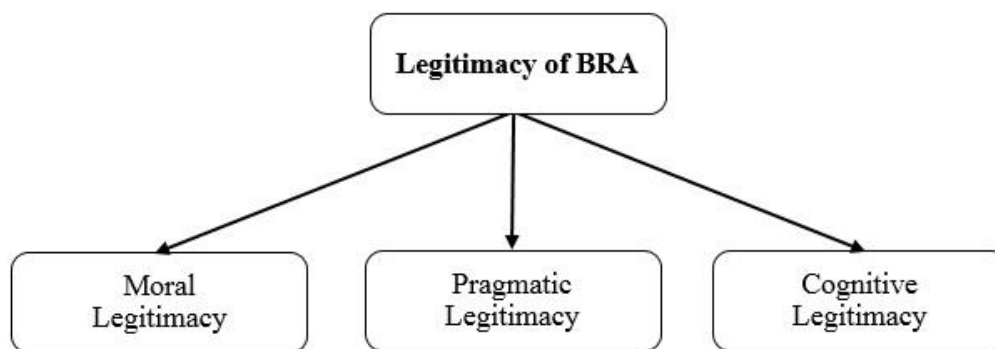 Legitimacy of BRA
Moral
Legitimacy
Pragmatic
Legitimacy
Cognitive
Legitimacy